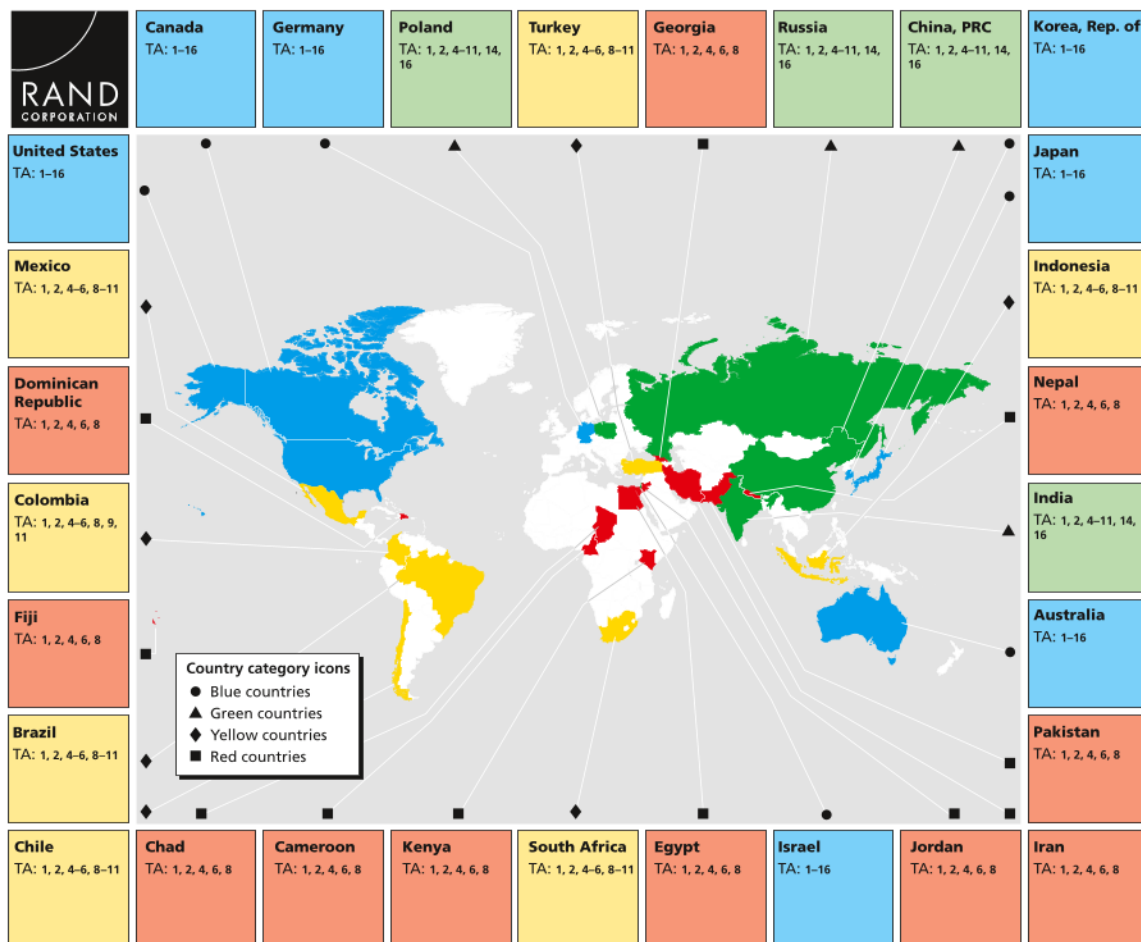 RAND
CORPORATION
Canada
TA: 1–16
Germany
TA: 1–16
Poland
TA: 1, 2, 4–11, 14,
16
Turkey
TA: 1, 2, 4–6, 8–11
Georgia
TA: 1, 2, 4, 6, 8
Russia
TA: 1, 2, 4–11, 14,
16
China, PRC
TA: 1, 2, 4–11, 14,
16
Korea, Rep. of
TA: 1–16
United States
TA: 1–16
Japan
TA: 1–16
Mexico
TA: 1, 2, 4–6, 8–11
Indonesia
TA: 1, 2, 4–6, 8–11
Dominican
Republic
TA: 1, 2, 4, 6, 8
Nepal
TA: 1, 2, 4, 6, 8
Colombia
TA: 1, 2, 4–6, 8, 9,
11
India
TA: 1, 2, 4–11, 14,
16
Fiji
TA: 1, 2, 4, 6, 8
Australia
TA: 1–16
Country category icons
Blue countries
Green countries
Yellow countries
Red countries
Brazil
TA: 1, 2, 4–6, 8–11
Pakistan
TA: 1, 2, 4, 6, 8
Chile
TA: 1, 2, 4–6, 8–11
Chad
TA: 1, 2, 4, 6, 8
Cameroon
TA: 1, 2, 4, 6, 8
Kenya
TA: 1, 2, 4, 6, 8
South Africa
TA: 1, 2, 4–6, 8–11
Egypt
TA: 1, 2, 4, 6, 8
Israel
TA: 1–16
Jordan
TA: 1, 2, 4, 6, 8
Iran
TA: 1, 2, 4, 6, 8